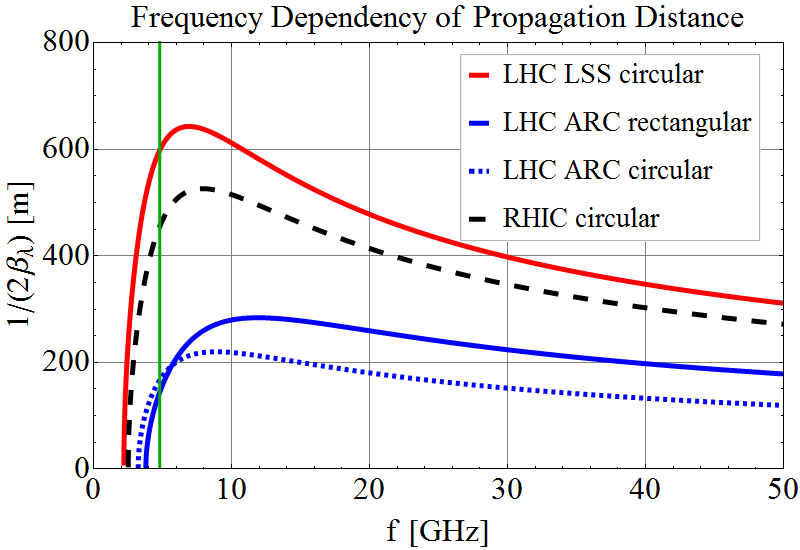 Frequency Dependency of Propagation Distance
800
600
400
200
0
1/(2βλ) [m]
LHC LSS circular
LHC ARC rectangular
LHC ARC circular
RHIC circular
0 10 20 30 40 50
f [GHz]